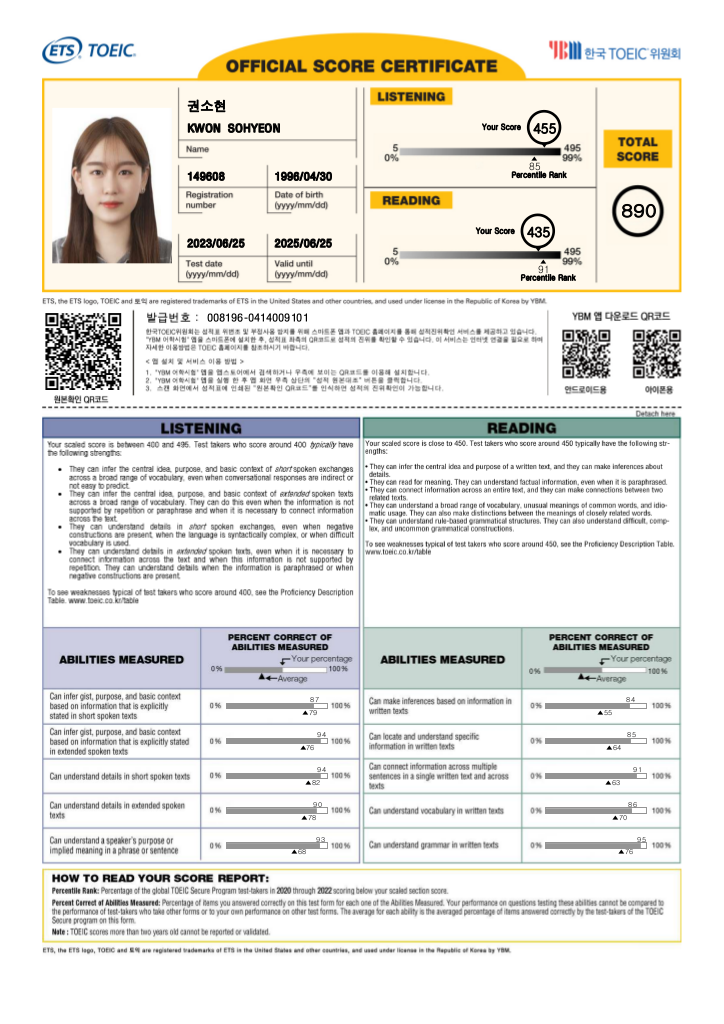 ETS TOEIC®
YBM 한국TOEIC위원회
OFFICIAL SCORE CERTIFICATE
권소현
KWON SOHYEON
Name
149608
1996/04/30
Registration number
Date of birth (yyyy/mm/dd)
2023/06/25
2025/06/25
Test date (yyyy/mm/dd)
Valid until (yyyy/mm/dd)
LISTENING
Your Score
455
5
495
0%
99%
85
Percentile Rank
READING
Your Score
435
5
495
0%
99%
91
Percentile Rank
TOTAL SCORE
890
ETS, the ETS logo, TOEIC and 토익 are registered trademarks of ETS in the United States and other countries, and used under license in the Republic of Korea by YBM.
원본확인 QR코드
발급번호 : 008196-0414009101
한국TOEIC위원회는 성적표 위변조 및 부정사용 방지를 위해 스마트폰 앱과 TOEIC 홈페이지를 통해 성적진위확인 서비스를 제공하고 있습니다.
"YBM 어학시험" 앱을 스마트폰에 설치한 후, 성적표 좌측의 QR코드로 성적의 진위를 확인할 수 있습니다. 이 서비스는 인터넷 연결을 필요로 하며
자세한 이용방법은 TOEIC 홈페이지를 참조하시기 바랍니다.
< 앱 설치 및 서비스 이용 방법 >
1. "YBM 어학시험" 앱을 앱스토어에서 검색하거나 우측에 보이는 QR코드를 이용해 설치합니다.
2. "YBM 어학시험" 앱을 실행 한 후 앱 화면 우측 상단의 "성적 원본대조" 버튼을 클릭합니다.
3. 스캔 화면에서 성적표에 인쇄된 "원본확인 QR코드"를 인식하면 성적의 진위확인이 가능합니다.
YBM 앱 다운로드 QR코드
안드로이드용
아이폰용
Detach here
LISTENING
Your scaled score is between 400 and 495. Test takers who score around 400 typically have
the following strengths:
• They can infer the central idea, purpose, and basic context of short spoken exchanges
across a broad range of vocabulary, even when conversational responses are indirect or
not easy to predict.
• They can infer the central idea, purpose, and basic context of extended spoken texts
across a broad range of vocabulary. They can do this even when the information is not
supported by repetition or paraphrase and when it is necessary to connect information
across the text.
• They can understand details in short spoken exchanges, even when negative
constructions are present, when the language is syntactically complex, or when difficult
vocabulary is used.
• They can understand details in extended spoken texts, even when it is necessary to
connect information across the text and when this information is not supported by
repetition. They can understand details when the information is paraphrased or when
negative constructions are present.
To see weaknesses typical of test takers who score around 400, see the Proficiency Description
Table. www.toeic.co.kr/table
READING
Your scaled score is close to 450. Test takers who score around 450 typically have the following str-
engths:
• They can infer the central idea and purpose of a written text, and they can make inferences about
details.
• They can read for meaning. They can understand factual information, even when it is paraphrased.
• They can connect information across an entire text, and they can make connections between two
related texts.
• They can understand a broad range of vocabulary, unusual meanings of common words, and idio-
matic usage. They can also make distinctions between the meanings of closely related words.
• They can understand rule-based grammatical structures. They can also understand difficult, comp-
lex, and uncommon grammatical constructions.
To see weaknesses typical of test takers who score around 450, see the Proficiency Description Table.
www.toeic.co.kr/table
ABILITIES MEASURED
PERCENT CORRECT OF
ABILITIES MEASURED
Your percentage
0% 100%
Average
Can infer gist, purpose, and basic context
based on information that is explicitly
stated in short spoken texts
0% 87 100%
▲79
Can infer gist, purpose, and basic context
based on information that is explicitly stated
in extended spoken texts
0% 94 100%
▲76
Can understand details in short spoken texts
0% 94 100%
▲82
Can understand details in extended spoken
texts
0% 90 100%
▲78
Can understand a speaker's purpose or
implied meaning in a phrase or sentence
0% 93 100%
▲68
ABILITIES MEASURED
PERCENT CORRECT OF
ABILITIES MEASURED
Your percentage
0% 100%
Average
Can make inferences based on information in
written texts
0% 84 100%
▲55
Can locate and understand specific
information in written texts
0% 85 100%
▲64
Can connect information across multiple
sentences in a single written text and across
texts
0% 91 100%
▲63
Can understand vocabulary in written texts
0% 86 100%
▲70
Can understand grammar in written texts
0% 95 100%
▲76
HOW TO READ YOUR SCORE REPORT:
Percentile Rank: Percentage of the global TOEIC Secure Program test-takers in 2020 through 2022 scoring below your scaled section score.
Percent Correct of Abilities Measured: Percentage of items you answered correctly on this test form for each one of the Abilities Measured. Your performance on questions testing these abilities cannot be compared to
the performance of test-takers who take other forms or to your own performance on other test forms. The average for each ability is the averaged percentage of items answered correctly by the test-takers of the TOEIC
Secure program on this form.
Note : TOEIC scores more than two years old cannot be reported or validated.
ETS, the ETS logo, TOEIC and 토익 are registered trademarks of ETS in the United States and other countries, and used under license in the Republic of Korea by YBM.